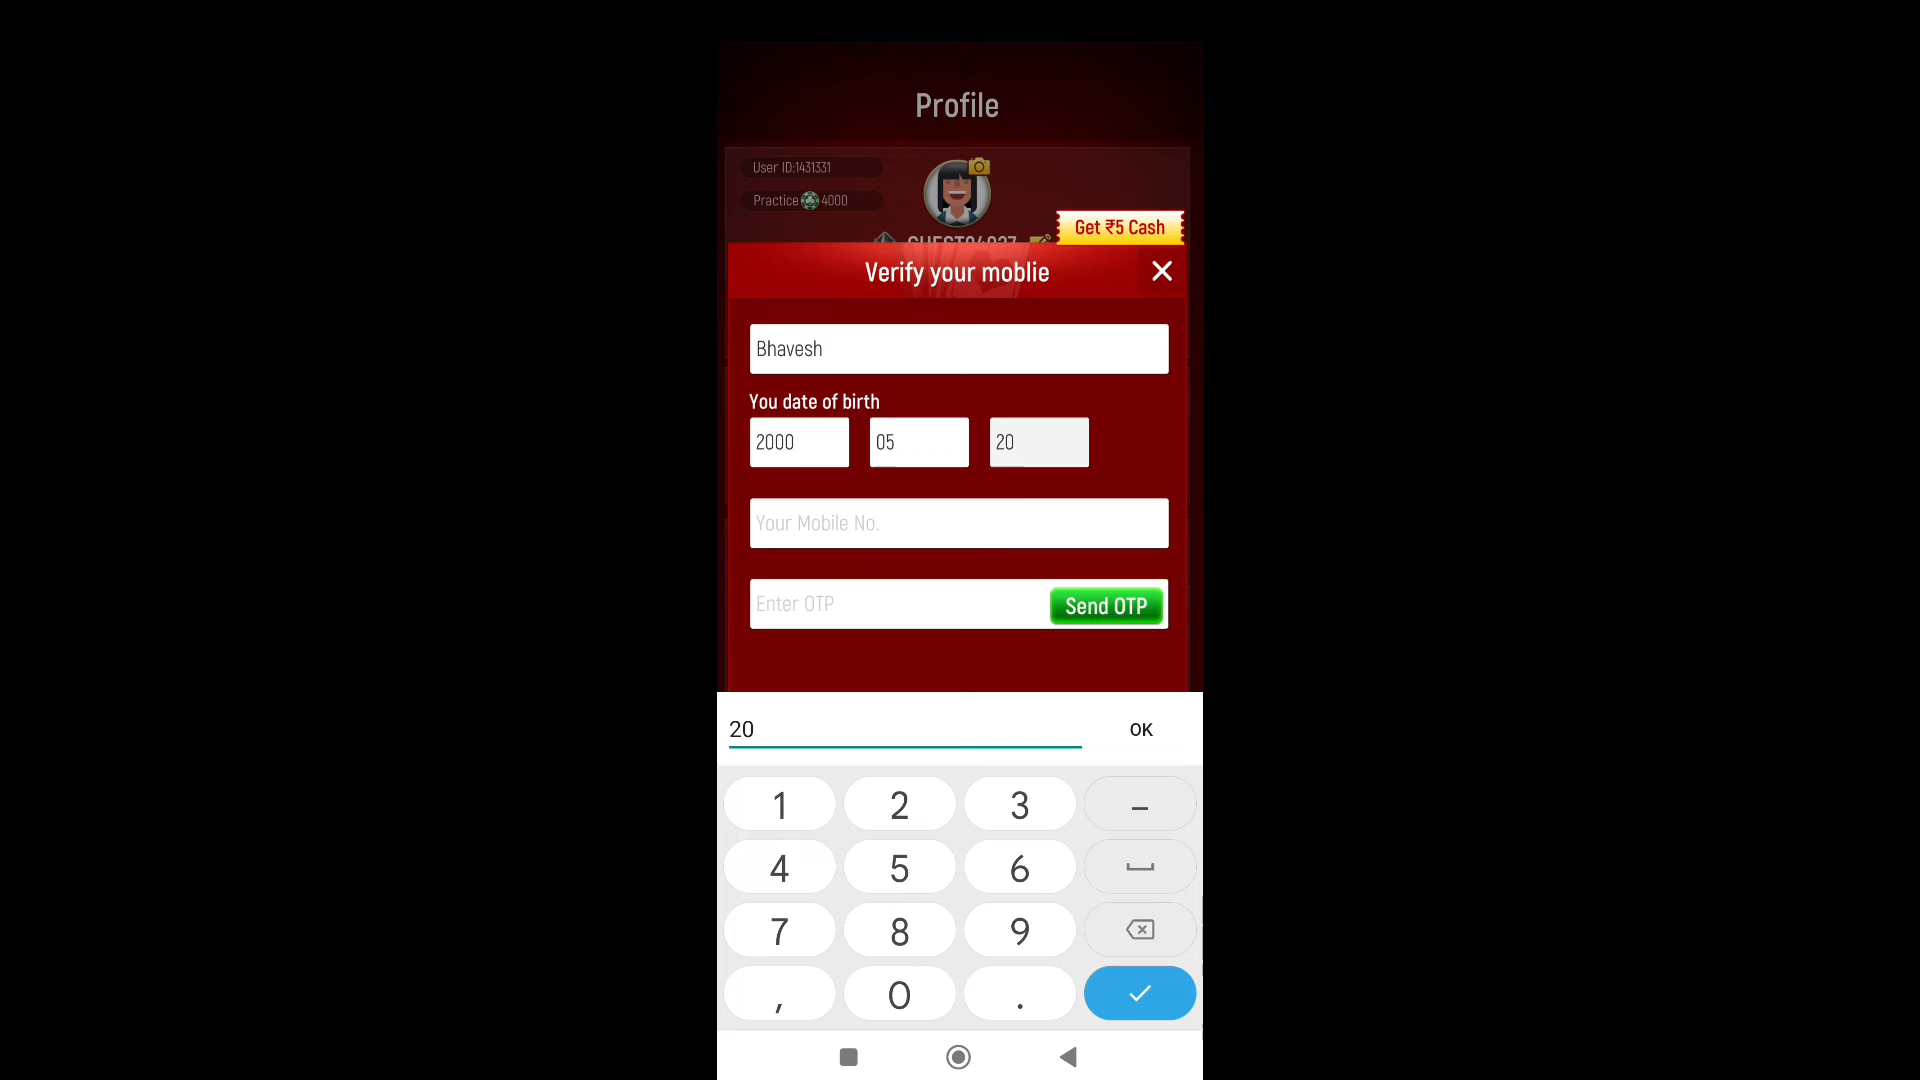 Profile
User ID:1431331
Practice 4000
Get ₹5 Cash
Verify your moblie
Bhavesh
You date of birth
2000 05 20
Your Mobile No.
Enter OTP Send OTP
20 OK
1 2 3 –
4 5 6
7 8 9
, 0 .